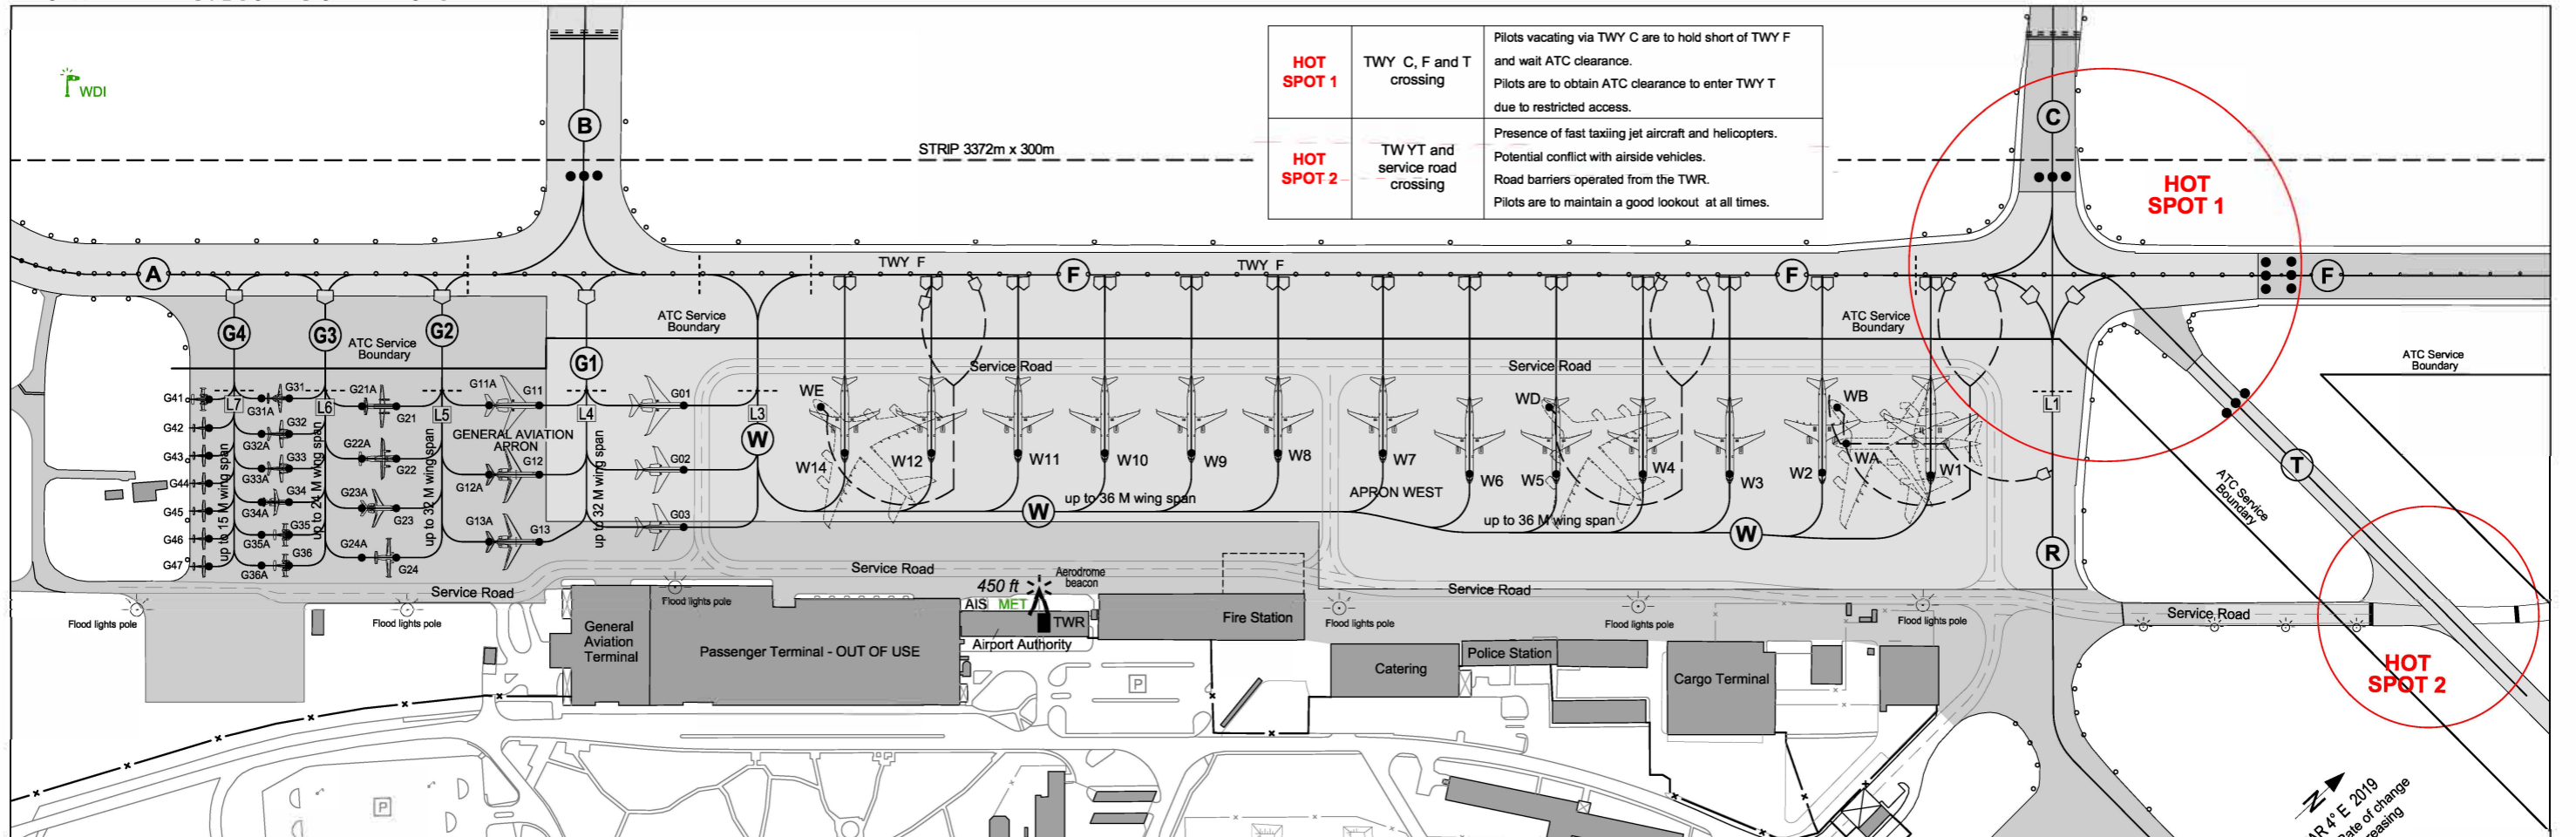 HOT
SPOT 1
TWY C, F and T
crossing
Pilots vacating via TWY C are to hold short of TWY F
and wait ATC clearance.
Pilots are to obtain ATC clearance to enter TWY T
due to restricted access.
HOT
SPOT 2
TWYT and
service road
crossing
Presence of fast taxiing jet aircraft and helicopters.
Potential conflict with airside vehicles.
Road barriers operated from the TWR.
Pilots are to maintain a good lookout at all times.
WDI
B
C
STRIP 3372m x 300m
HOT
SPOT 1
A
TWY F
F
TWY F
F
F
G4
G3
G2
G1
ATC Service
Boundary
ATC Service
Boundary
ATC Service
Boundary
ATC Service
Boundary
Service Road
Service Road
G41
G42
G43
G44
G45
G46
G47
L7
G31
G31A
G32
G32A
G33
G33A
G34
G34A
G35
G35A
G36
G36A
L6
G21A
G21
G22A
G22
G23A
G23
G24A
G24
L5
G11A
G11
GENERAL AVIATION
APRON
G12
G12A
G13A
G13
L4
G01
G02
G03
L3
W
up to 15 M wing span
up to 24 M wing span
up to 32 M wing span
up to 32 M wing span
WE
W14
W12
W11
W10
W9
W8
W7
W6
WD
W5
W4
W3
W2
WB
WA
W1
L1
APRON WEST
up to 36 M wing span
W
up to 36 M wing span
W
R
T
ATC Service
Boundary
Service Road
Service Road
Service Road
Service Road
Flood lights pole
Flood lights pole
Flood lights pole
Flood lights pole
Flood lights pole
Flood lights pole
450 ft
Aerodrome
beacon
AIS
MET
TWR
Airport Authority
General
Aviation
Terminal
Passenger Terminal - OUT OF USE
Fire Station
Catering
Police Station
Cargo Terminal
P
P
HOT
SPOT 2
N
AR 4° E 2019
ate of change
easing